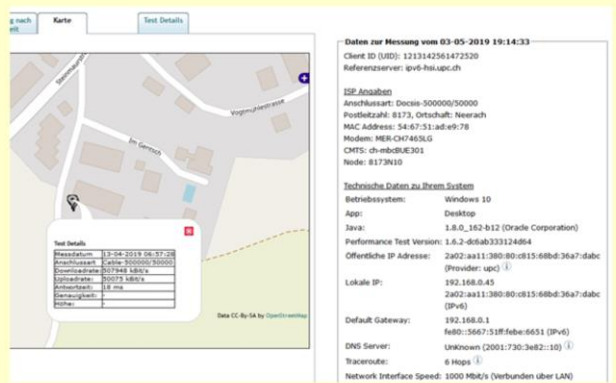 g nach
eit
Karte
Test Details
Steinmaurstra
Vogtmühlestrasse
Im Gentsch
Test Details
Messdatum 13-04-2019 06:57:28
Anschlussart Cable-500000/50000
Downloadrate: 507948 kBit/s
Uploadrate: 50075 kBit/s
Antwortzeit: 18 ms
Genauigkeit: -
Höhe: -
Data CC-By-SA by OpenStreetMap
Daten zur Messung vom 03-05-2019 19:14:33
Client ID (UID): 1213142561472520
Referenzserver: ipv6-hsi.upc.ch
ISP Angaben
Anschlussart: Docsis-500000/50000
Postleitzahl: 8173, Ortschaft: Neerach
MAC Address: 54:67:51:ad:e9:78
Modem: MER-CH7465LG
CMTS: ch-mbcBUE301
Node: 8173N10
Technische Daten zu Ihrem System
Betriebssystem: Windows 10
App: Desktop
Java: 1.8.0_162-b12 (Oracle Corporation)
Performance Test Version: 1.6.2-dc6ab333124d64
Öffentliche IP Adresse: 2a02:aa11:380:80:c815:68bd:36a7:dabc
(Provider: upc)
Lokale IP: 192.168.0.45
2a02:aa11:380:80:c815:68bd:36a7:dabc
(IPv6)
Default Gateway: 192.168.0.1
fe80::5667:51ff:febe:6651 (IPv6)
DNS Server: UnKnown (2001:730:3e82::10)
Traceroute: 6 Hops
Network Interface Speed: 1000 Mbit/s (Verbunden über LAN)